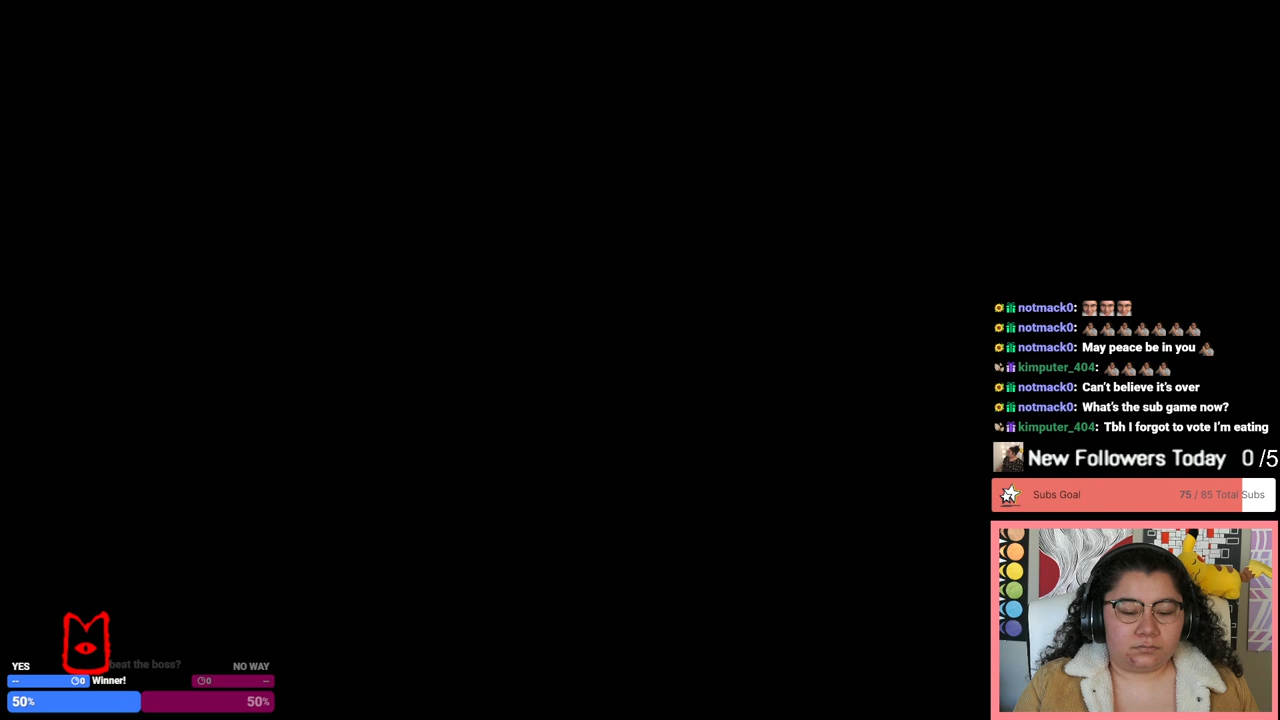 notmack0:
notmack0:
notmack0: May peace be in you
kimputer_404:
notmack0: Can't believe it's over
notmack0: What's the sub game now?
kimputer_404: Tbh I forgot to vote I'm eating
New Followers Today 0 /5
Subs Goal 75 / 85 Total Subs
beat the boss?
YES NO WAY
-- 0 Winner! 0 --
50% 50%